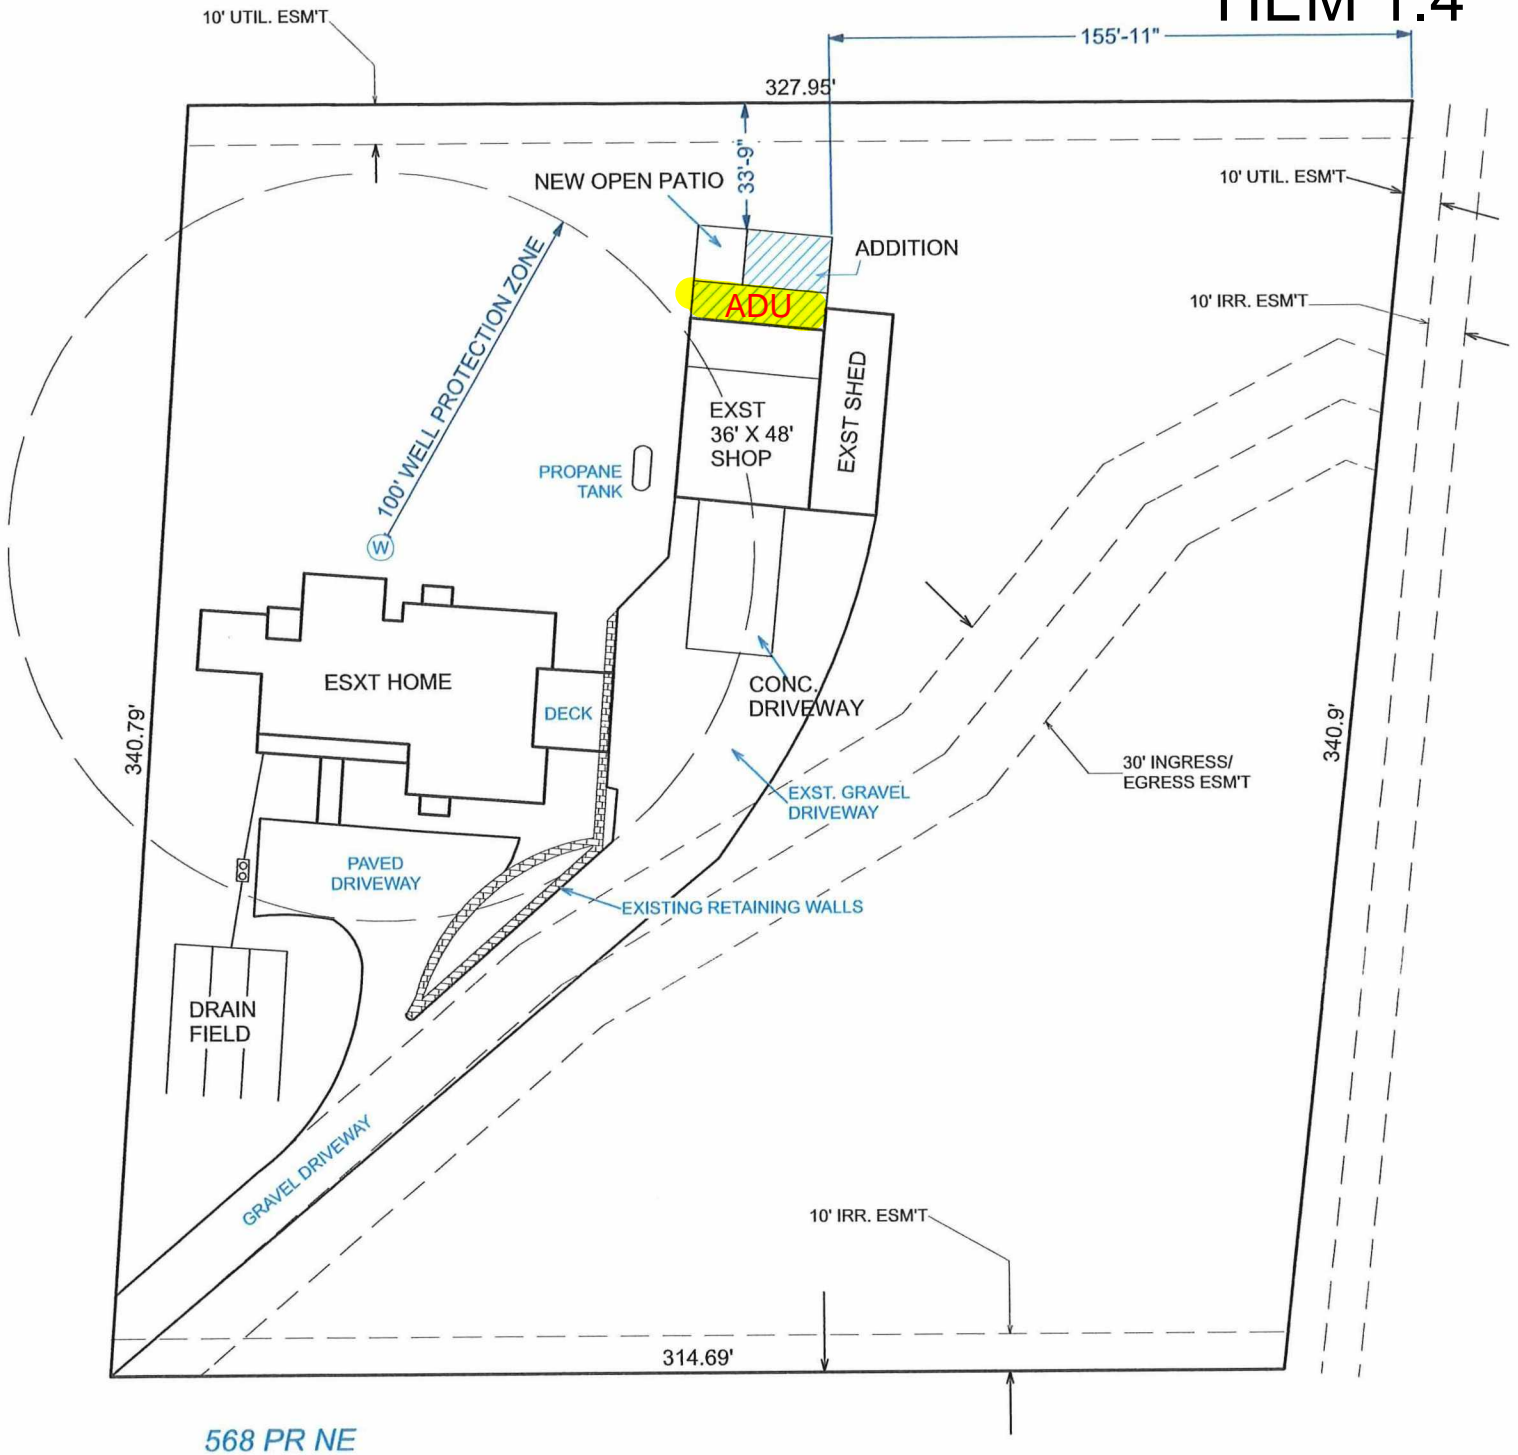 10' UTIL. ESM'T
155'-11"
327.95'
33'-9"
NEW OPEN PATIO
10' UTIL. ESM'T
ADDITION
100' WELL PROTECTION ZONE
ADU
10' IRR. ESM'T
EXST
36' X 48'
SHOP
EXST SHED
PROPANE
TANK
W
ESXT HOME
DECK
CONC.
DRIVEWAY
340.79'
340.9'
30' INGRESS/
EGRESS ESM'T
EXST. GRAVEL
DRIVEWAY
PAVED
DRIVEWAY
EXISTING RETAINING WALLS
DRAIN
FIELD
GRAVEL DRIVEWAY
10' IRR. ESM'T
314.69'
568 PR NE